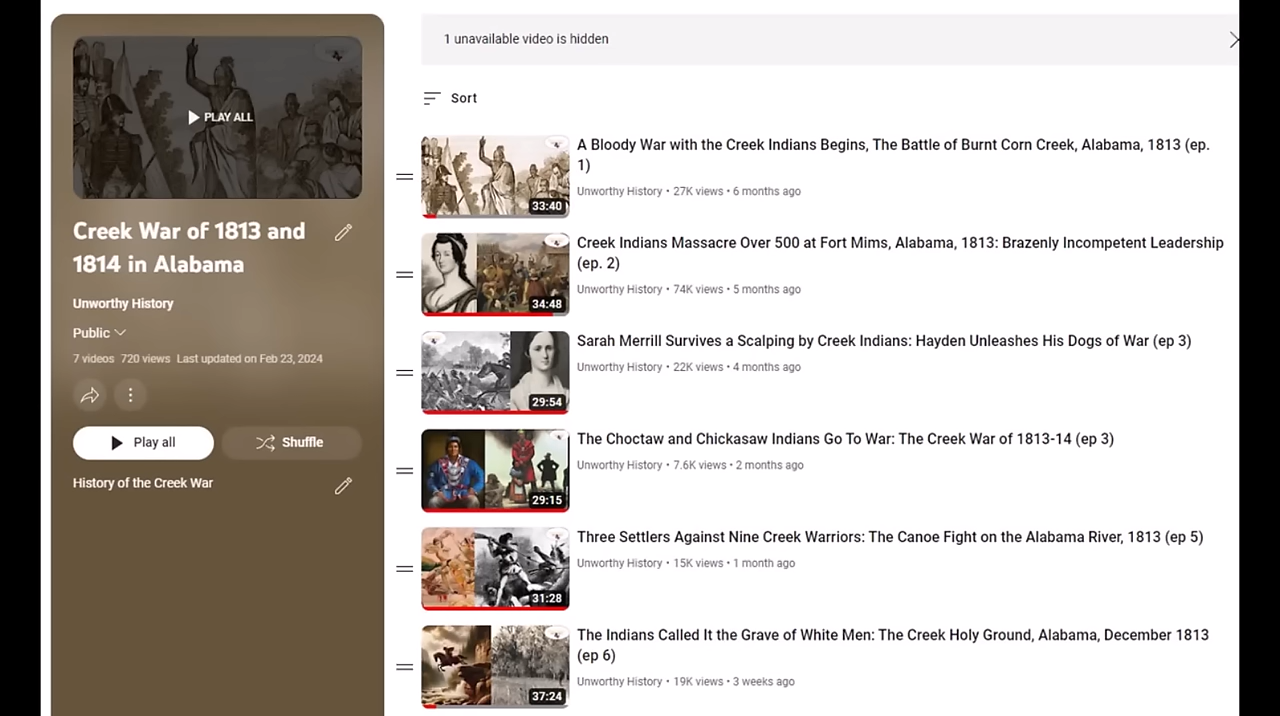 1 unavailable video is hidden
Sort
PLAY ALL
Creek War of 1813 and
1814 in Alabama
Unworthy History
Public
7 videos 720 views Last updated on Feb 23, 2024
Play all
Shuffle
History of the Creek War
A Bloody War with the Creek Indians Begins, The Battle of Burnt Corn Creek, Alabama, 1813 (ep.
1)
Unworthy History • 27K views • 6 months ago
33:40
Creek Indians Massacre Over 500 at Fort Mims, Alabama, 1813: Brazenly Incompetent Leadership
(ep. 2)
Unworthy History • 74K views • 5 months ago
34:48
Sarah Merrill Survives a Scalping by Creek Indians: Hayden Unleashes His Dogs of War (ep 3)
Unworthy History • 22K views • 4 months ago
29:54
The Choctaw and Chickasaw Indians Go To War: The Creek War of 1813-14 (ep 3)
Unworthy History • 7.6K views • 2 months ago
29:15
Three Settlers Against Nine Creek Warriors: The Canoe Fight on the Alabama River, 1813 (ep 5)
Unworthy History • 15K views • 1 month ago
31:28
The Indians Called It the Grave of White Men: The Creek Holy Ground, Alabama, December 1813
(ep 6)
Unworthy History • 19K views • 3 weeks ago
37:24